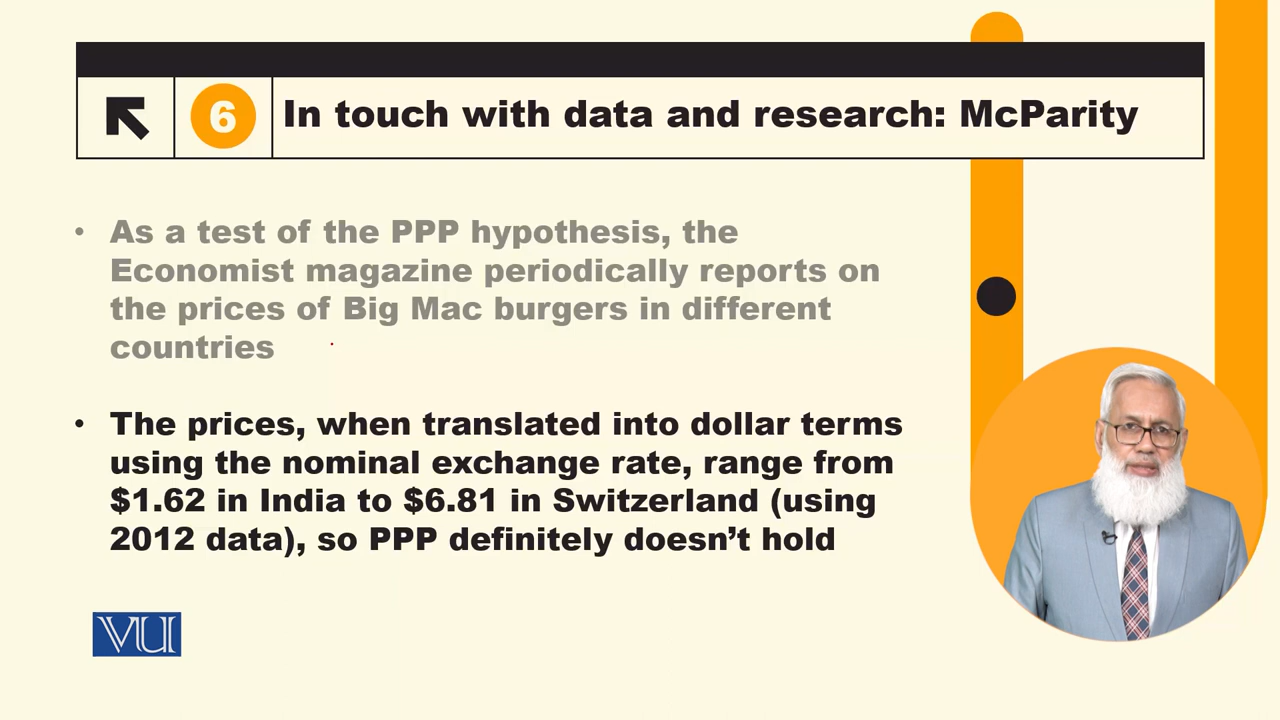 6
In touch with data and research: McParity
• As a test of the PPP hypothesis, the
Economist magazine periodically reports on
the prices of Big Mac burgers in different
countries
• The prices, when translated into dollar terms
using the nominal exchange rate, range from
$1.62 in India to $6.81 in Switzerland (using
2012 data), so PPP definitely doesn’t hold
VU